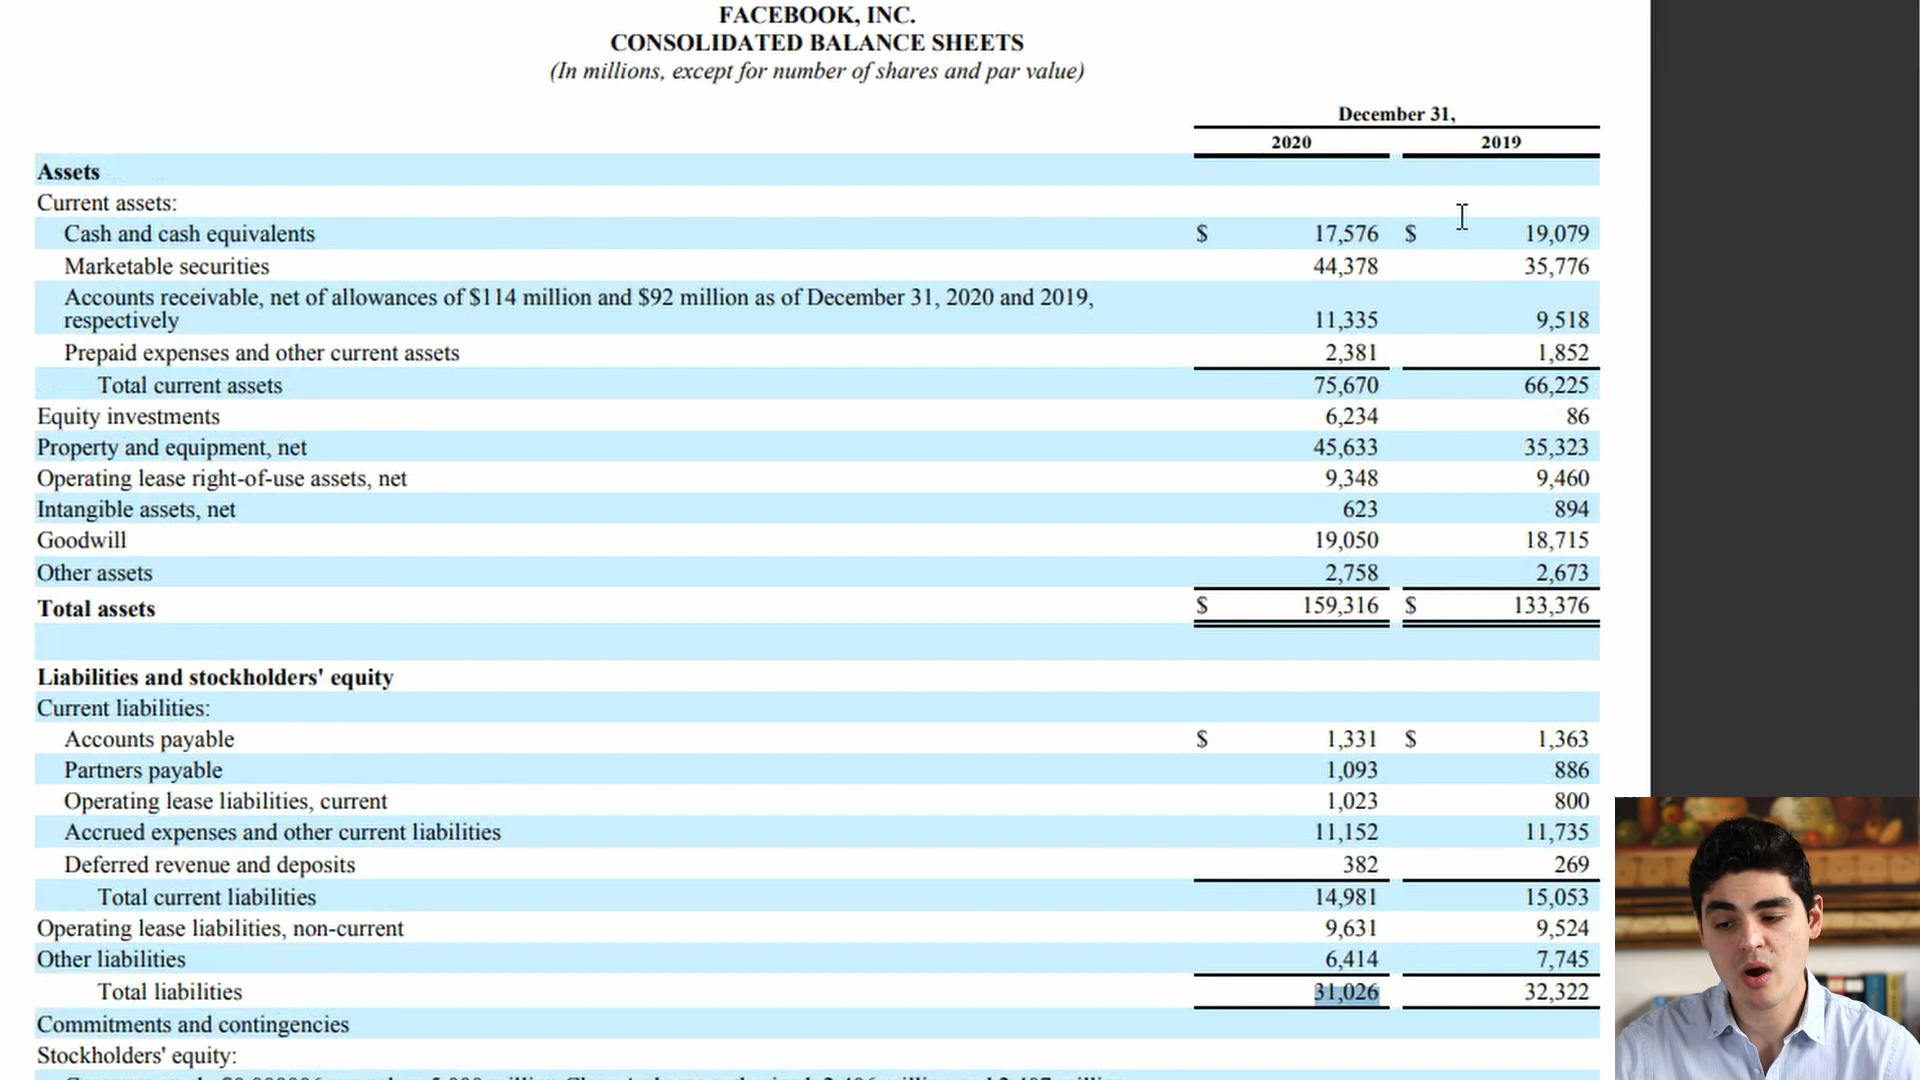 FACEBOOK, INC.
CONSOLIDATED BALANCE SHEETS
(In millions, except for number of shares and par value)
December 31,
2020 2019
Assets
Current assets:
Cash and cash equivalents $ 17,576 $ 19,079
Marketable securities 44,378 35,776
Accounts receivable, net of allowances of $114 million and $92 million as of December 31, 2020 and 2019,
respectively 11,335 9,518
Prepaid expenses and other current assets 2,381 1,852
Total current assets 75,670 66,225
Equity investments 6,234 86
Property and equipment, net 45,633 35,323
Operating lease right-of-use assets, net 9,348 9,460
Intangible assets, net 623 894
Goodwill 19,050 18,715
Other assets 2,758 2,673
Total assets $ 159,316 $ 133,376
Liabilities and stockholders' equity
Current liabilities:
Accounts payable $ 1,331 $ 1,363
Partners payable 1,093 886
Operating lease liabilities, current 1,023 800
Accrued expenses and other current liabilities 11,152 11,735
Deferred revenue and deposits 382 269
Total current liabilities 14,981 15,053
Operating lease liabilities, non-current 9,631 9,524
Other liabilities 6,414 7,745
Total liabilities 31,026 32,322
Commitments and contingencies
Stockholders' equity: